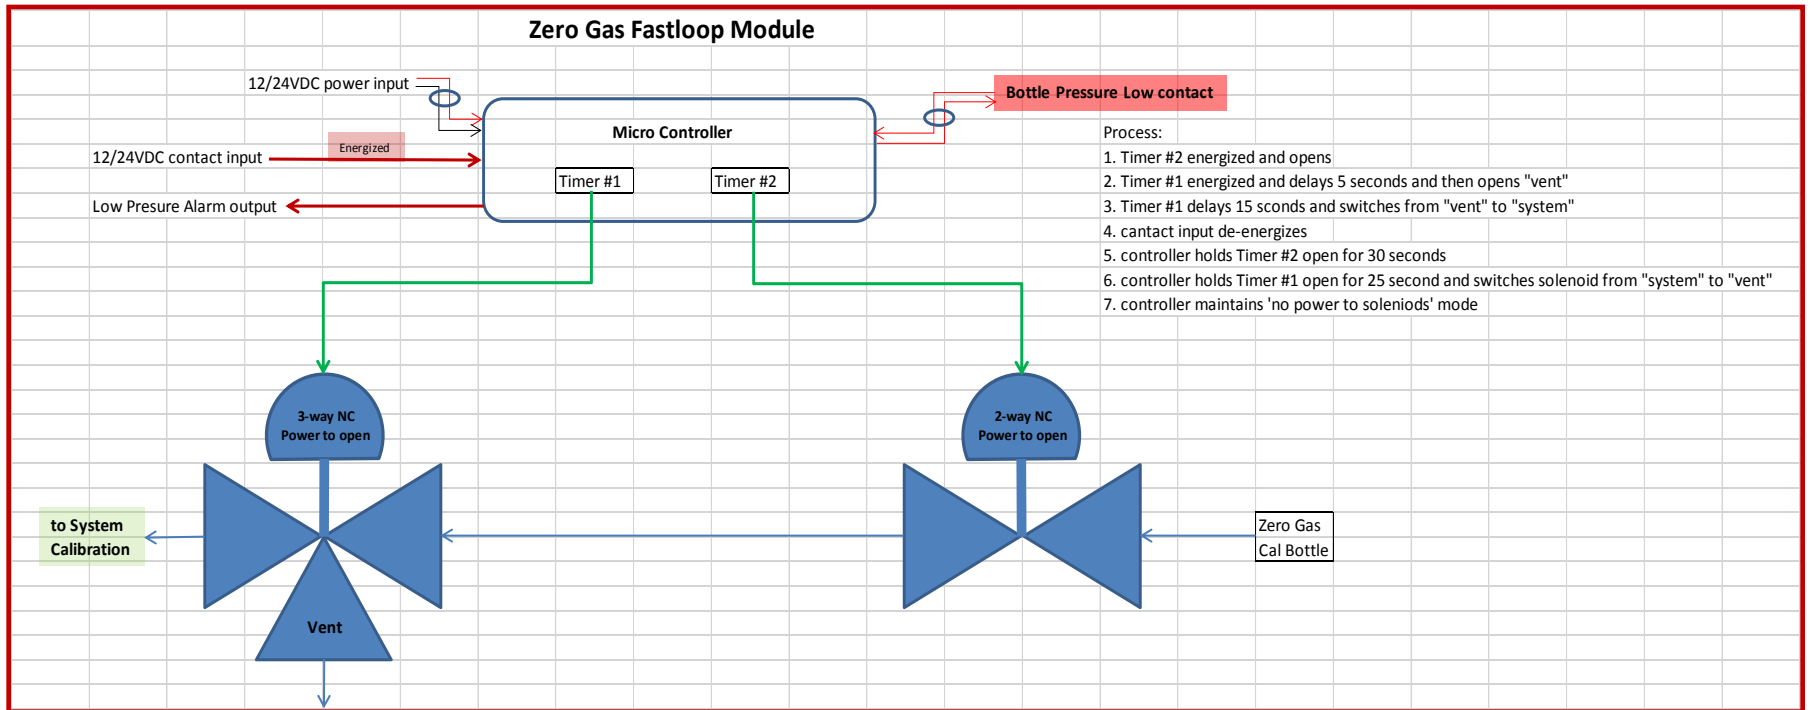 Zero Gas Fastloop Module
12/24VDC power input
Bottle Pressure Low contact
Micro Controller
Energized
12/24VDC contact input
Timer #1
Timer #2
Low Presure Alarm output
Process:
1. Timer #2 energized and opens
2. Timer #1 energized and delays 5 seconds and then opens "vent"
3. Timer #1 delays 15 sconds and switches from "vent" to "system"
4. cantact input de-energizes
5. controller holds Timer #2 open for 30 seconds
6. controller holds Timer #1 open for 25 second and switches solenoid from "system" to "vent"
7. controller maintains 'no power to soleniods' mode
3-way NC
Power to open
2-way NC
Power to open
to System
Calibration
Zero Gas
Cal Bottle
Vent